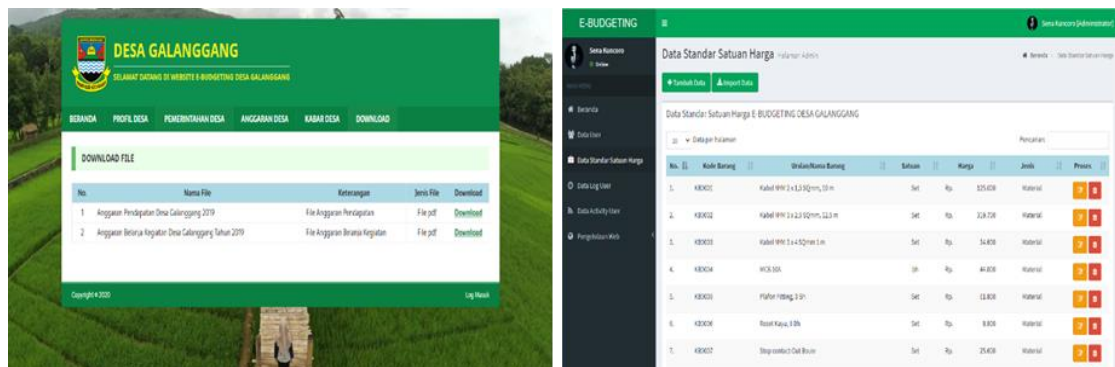 DESA GALANGGANG
SELAMAT DATANG DI WEBSITE E-BUDGETING DESA GALANGGANG
BERANDA PROFIL DESA PEMERINTAHAN DESA ANGGARAN DESA KABAR DESA DOWNLOAD
DOWNLOAD FILE
No. Nama File Keterangan Jenis File Download
1 Anggaran Pendapatan Desa Galanggang 2019 File Anggaran Pendapatan File pdf Download
2 Anggaran Belanja Kegiatan Desa Galanggang Tahun 2019 File Anggaran Belanja Kegiatan File pdf Download
Copyright © 2020 Log Masuk
E-BUDGETING
Sena Kuncoro [Administrator]
Sena Kuncoro
Online
Beranda
Data User
Data Standar Satuan Harga
Data Log User
Data Activity User
Pengelolaan Web
Data Standar Satuan Harga Halaman Admin
Beranda Data Standar Satuan Harga
Tambah Data Import Data
Data Standar Satuan Harga E-BUDGETING DESA GALANGGANG
10 Data per halaman Pencarian:
No. Kode Barang Uraian/Nama Barang Satuan Harga Jenis Proses
1. Set Rp. Material
2. Set Rp. Material
3. Set Rp. Material
4. Rp. Material
5. Set Rp. Material
6. Set Rp. 8.800 Material
7. Set Rp. Material